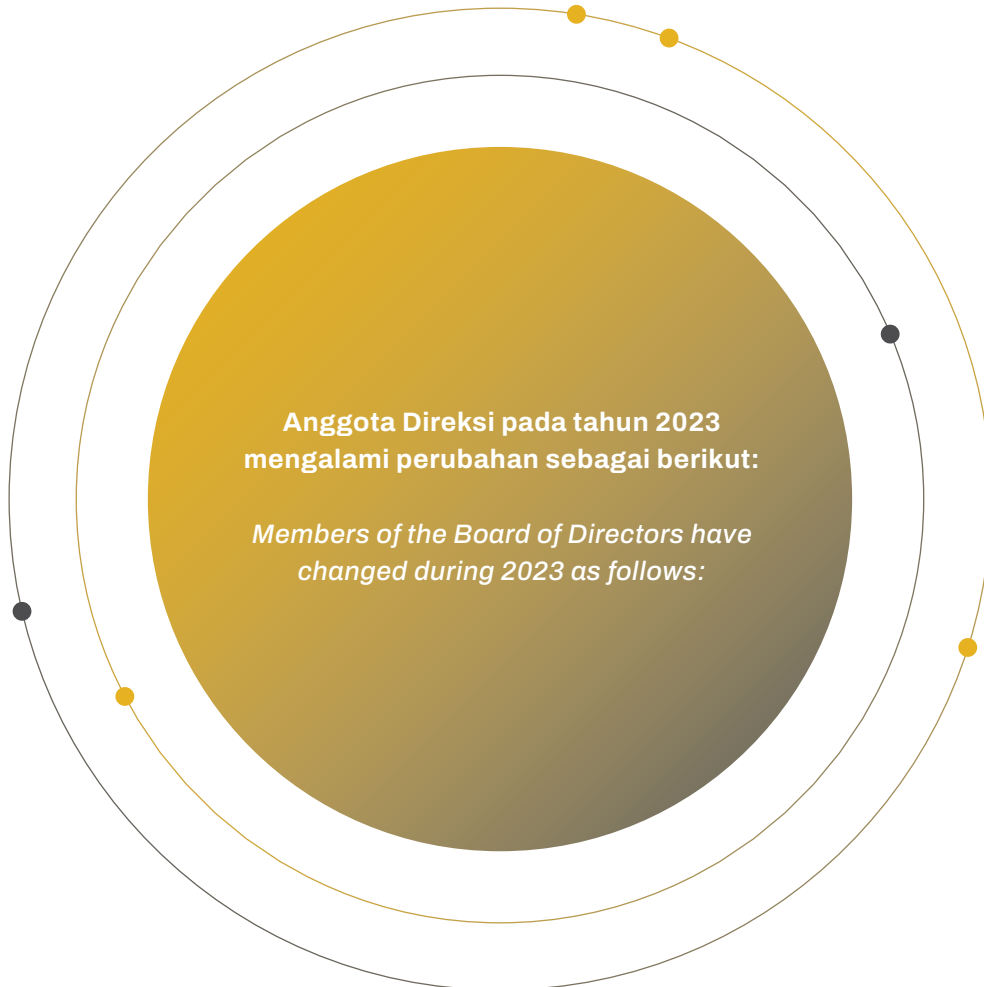 Anggota Direksi pada tahun 2023
mengalami perubahan sebagai berikut:
Members of the Board of Directors have
changed during 2023 as follows: